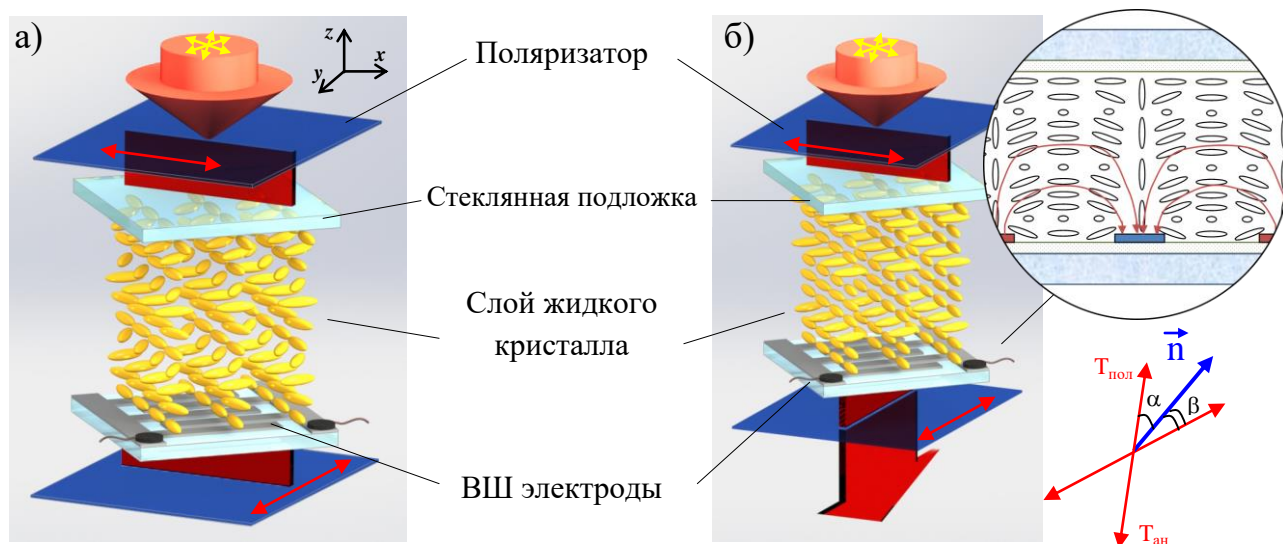 а)
z
x
y
Поляризатор
б)
Стеклянная подложка
Слой жидкого
кристалла
ВШ электроды
n
Tпол
α
β
Tан